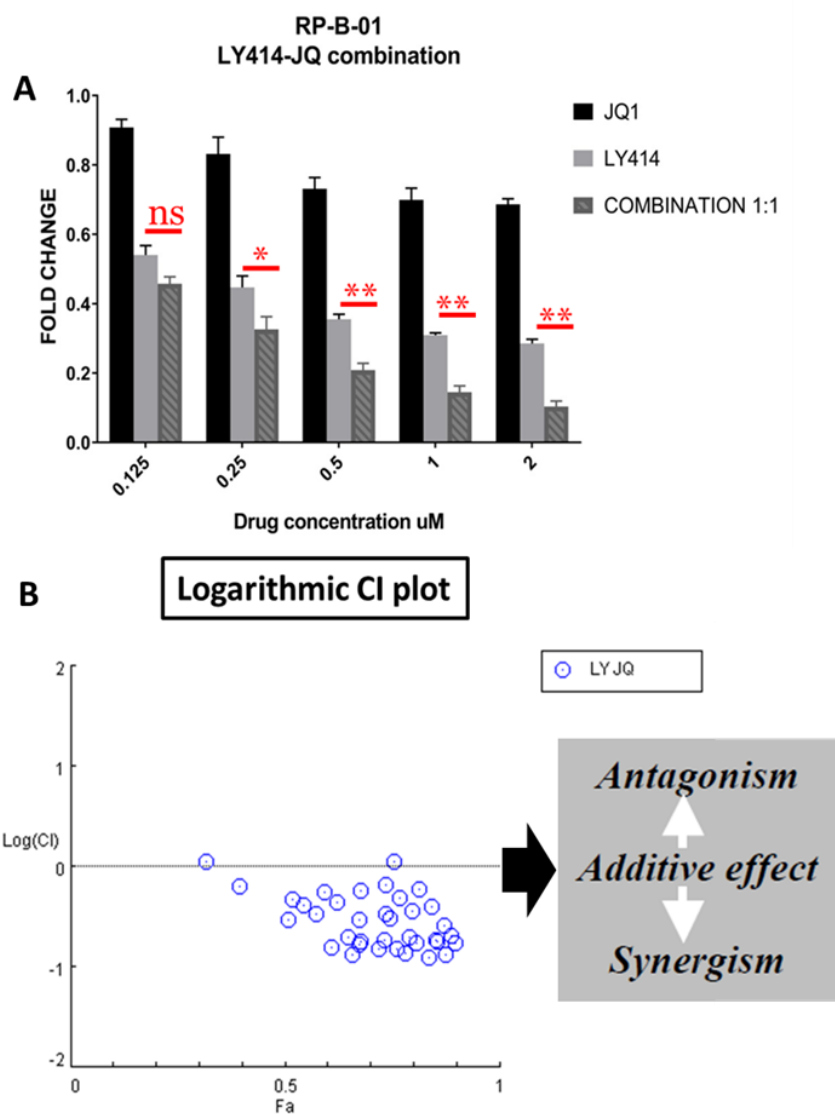 RP-B-01
LY414-JQ combination
A
1.0
0.8
0.6
0.4
0.2
0.0
FOLD CHANGE
ns
*
**
**
**
JQ1
LY414
COMBINATION 1:1
0.125
0.25
0.5
1
2
Drug concentration uM
B
Logarithmic CI plot
2
1
Log(CI)
0
-1
-2
0
0.5
1
Fa
LY JQ
Antagonism
Additive effect
Synergism